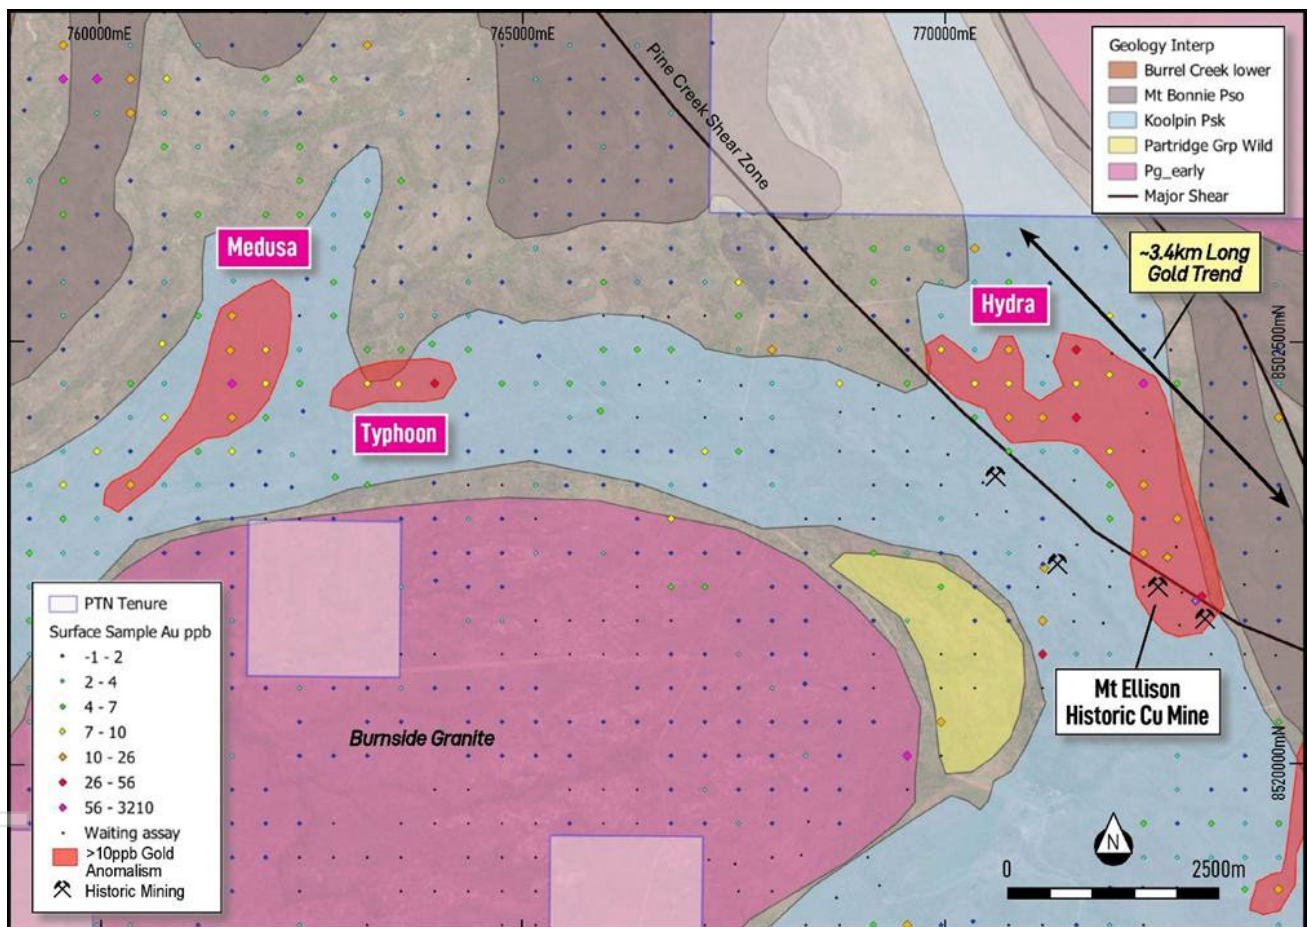 760000mE
765000mE
770000mE
Pine Creek Shear Zone
Geology Interp
Burrel Creek lower
Mt Bonnie Pso
Koolpin Psk
Partridge Grp Wild
Pg_early
Major Shear
Medusa
~3.4km Long
Gold Trend
Hydra
8502500mN
Typhoon
PTN Tenure
Surface Sample Au ppb
-1 - 2
2 - 4
4 - 7
7 - 10
10 - 26
26 - 56
56 - 3210
Waiting assay
>10ppb Gold
Anomalism
Historic Mining
Mt Ellison
Historic Cu Mine
Burnside Granite
8520000mN
N
0
2500m